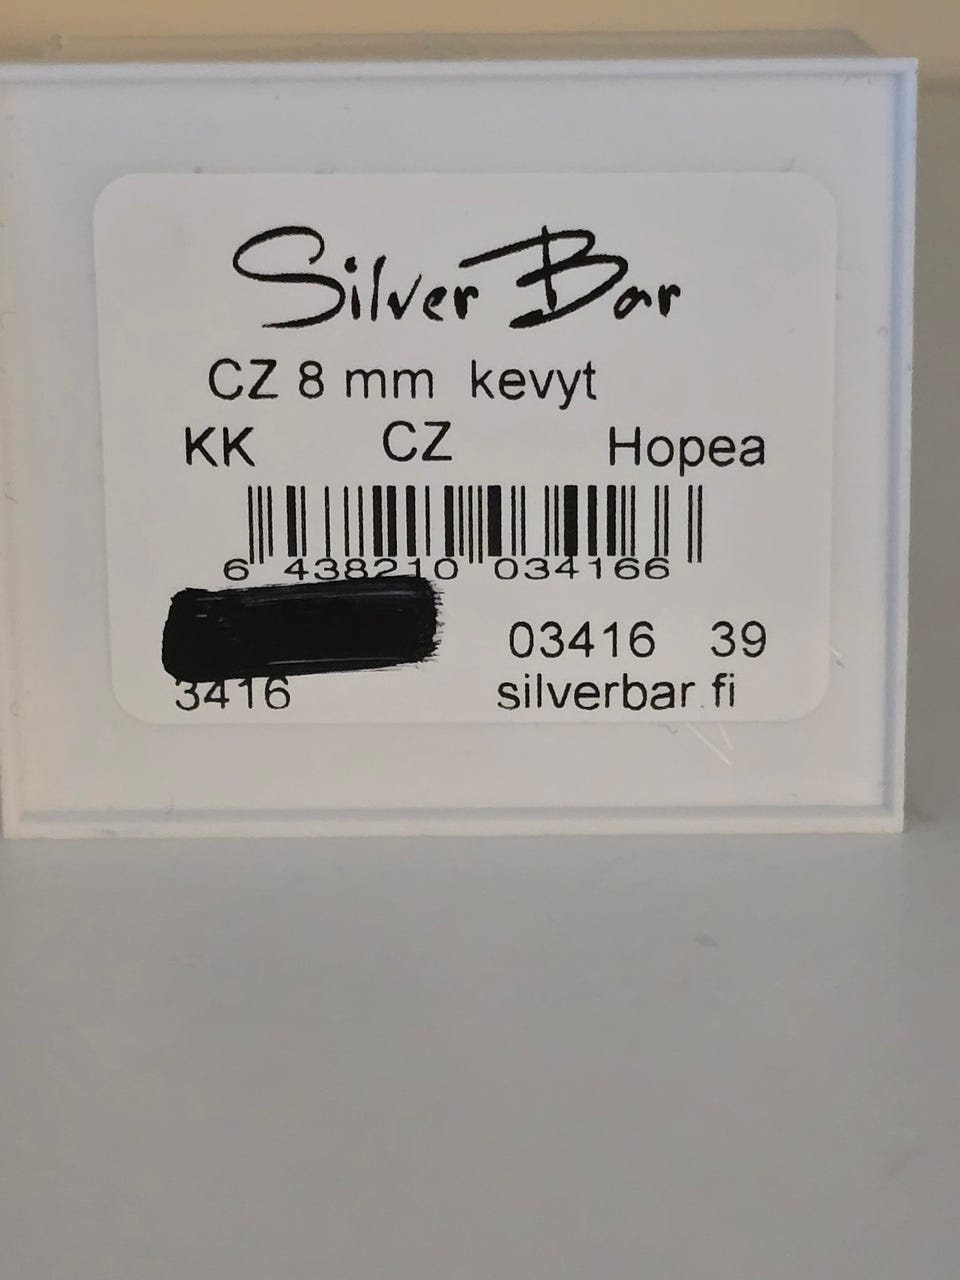 Silver Bar
CZ 8 mm kevyt
KK CZ Hopea
6 438210 034166
03416 39
3416 silverbar.fi